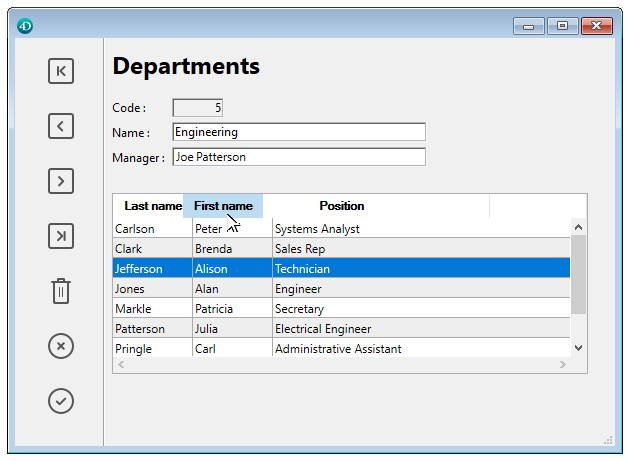 4D
Departments
Code : 5
Name : Engineering
Manager : Joe Patterson
Last name First name Position
Carlson Peter Systems Analyst
Clark Brenda Sales Rep
Jefferson Alison Technician
Jones Alan Engineer
Markle Patricia Secretary
Patterson Julia Electrical Engineer
Pringle Carl Administrative Assistant